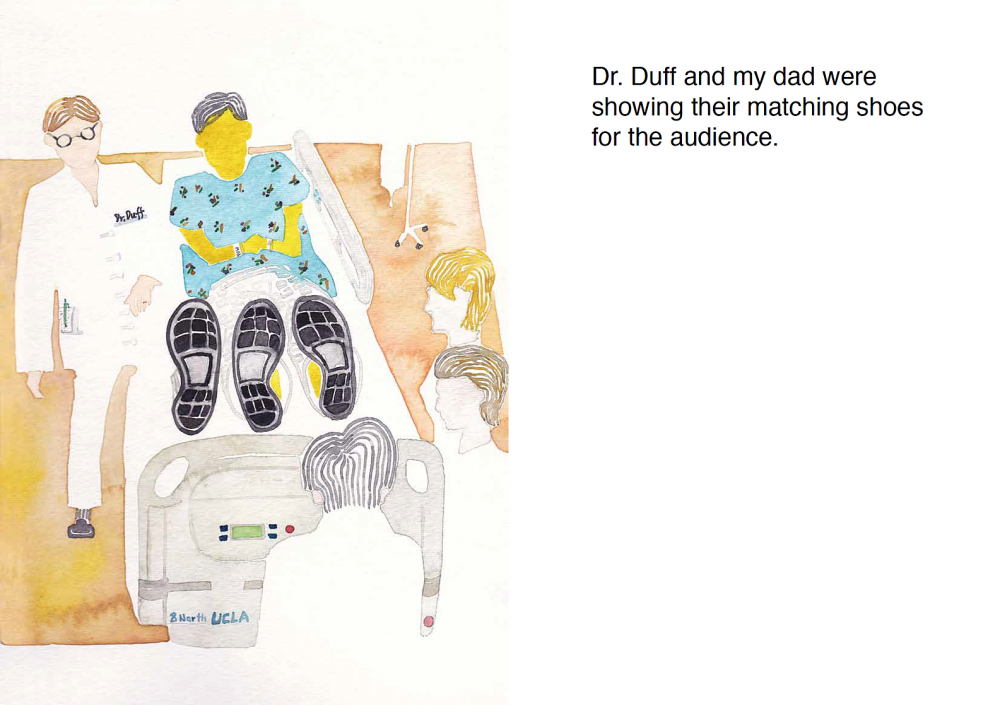 Dr. Duff and my dad were
showing their matching shoes
for the audience.
Dr. Duff
8 North UCLA